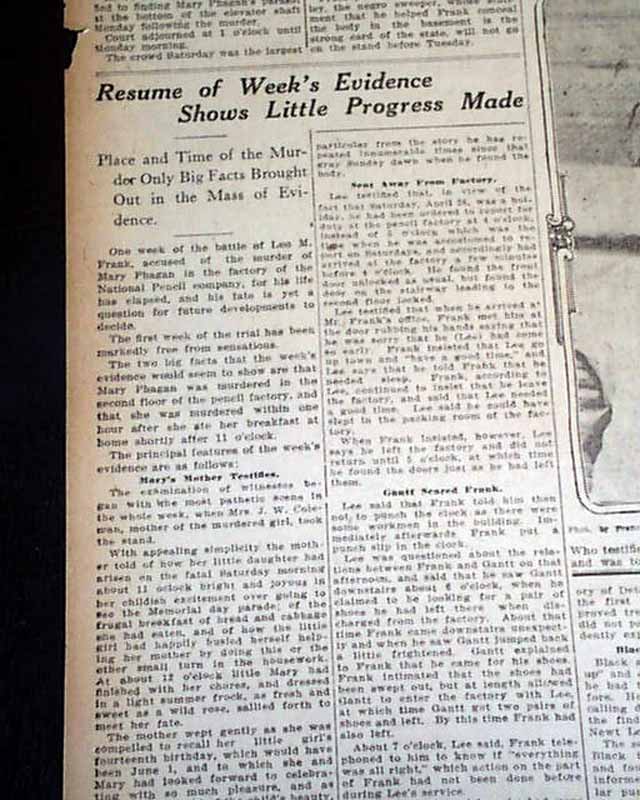 fied to finding Mary Phagan's parasol
at the bottom of the elevator shaft
Monday following the murder.
Court adjourned at 1 o'clock until
Monday morning.
The crowd Saturday was the largest
ley, the negro sweeper, whose
ment that he helped Frank conceal
the body in the basement is the
strong card of the state, will not go
on the stand before Tuesday.
Resume of Week's Evidence
Shows Little Progress Made
Place and Time of the Mur-
der Only Big Facts Brought
Out in the Mass of Evi-
dence.
One week of the battle of Leo M.
Frank, accused of the murder of
Mary Phagan in the factory of the
National Pencil company, for his life
has elapsed, and his fate is yet a
question for future developments to
decide.
The first week of the trial has been
markedly free from sensations.
The two big facts that the week's
evidence would seem to show are that
Mary Phagan was murdered in the
second floor of the pencil factory, and
that she was murdered within one
hour after she ate her breakfast at
home shortly after 11 o'clock.
The principal features of the week's
evidence are as follows:
Mary's Mother Testifies.
The examination of witnesses be-
gan with the most pathetic scene in
the whole week, when Mrs. J. W. Cole-
man, mother of the murdered girl, took
the stand.
With appealing simplicity the moth-
er told of how her little daughter had
arisen on the fatal Saturday morning
about 11 o'clock bright and joyous in
her childish excitement over going to
see the Memorial day parade; of the
frugal breakfast of bread and cabbage
she had eaten, and of how the little
girl had happily busied herself help-
ing her mother by doing this or the
other small turn in the housework.
At about 12 o'clock little Mary had
finished with her chores, and dressed
in a light summer frock, as fresh and
sweet as a wild rose, sallied forth to
meet her fate.
The mother wept gently as she was
compelled to recall her little girl's
fourteenth birthday, which would have
been June 1, and to which she and
Mary had looked forward to celebra-
ting with so much pleasure, and as
child's beauty,
particular from the story he has re-
peated innumerable times since that
gray Sunday dawn when he found the
body.
Sent Away From Factory.
Lee testified that, in view of the
fact that Saturday, April 26, was a hol-
iday, he had been ordered to report for
duty at the pencil factory at 4 o'clock,
instead of 5 o'clock which was the
time when he was accustomed to re-
port on Saturdays, and accordingly had
arrived at the factory a few minutes
before 4 o'clock. He found the front
door unlocked as usual, but found the
door on the stairway leading to the
second floor locked.
Lee testified that when he arrived at
Mr. Frank's office, Frank met him at
the door rubbing his hands saying that
he was sorry that he (Lee) had come
so early. Frank insisted that Lee go
up town and "have a good time," and
Lee says that he told Frank that he
needed sleep. Frank, according to
Lee, continued to insist that he leave
the factory, and said that Lee needed
a good time. Lee said he could have
slept in the packing room of the fac-
tory.
When Frank insisted, however, Lee
says he left the factory and did not
return until 6 o'clock, at which time
he found the doors just as he had left
them.
Gantt Scared Frank.
Lee said that Frank told him then
not to punch the clock as there were
some workmen in the building. Im-
mediately afterwards Frank put a
punch slip in the clock.
Lee was questioned about the rela-
tions between Frank and Gantt on that
afternoon, and said that he saw Gantt
downstairs about 6 o'clock, when he
claimed to be looking for a pair of
shoes he had left there when dis-
charged from the factory. About that
time Frank came downstairs unexpect-
ly and when he saw Gantt jumped back
a little frightened. Gantt explained
to Frank that he came for his shoes.
Frank intimated that the shoes had
been swept out, but at length allowed
Gantt to enter the factory with Lee,
at which time, Gantt got two pairs of
shoes and left. By this time Frank had
also left.
About 7 o'clock, Lee said, Frank tele-
phoned to him to know if "everything
was all right," which action on the part
of Frank had not been done before
during Lee's service.
Who testif
and was to
ory of De
the first
proved
did not p
dently en
Blac
Black
up" and
he had
fore,
calling d
the find
Newt L
The
Black
and fou
infor
lar pa